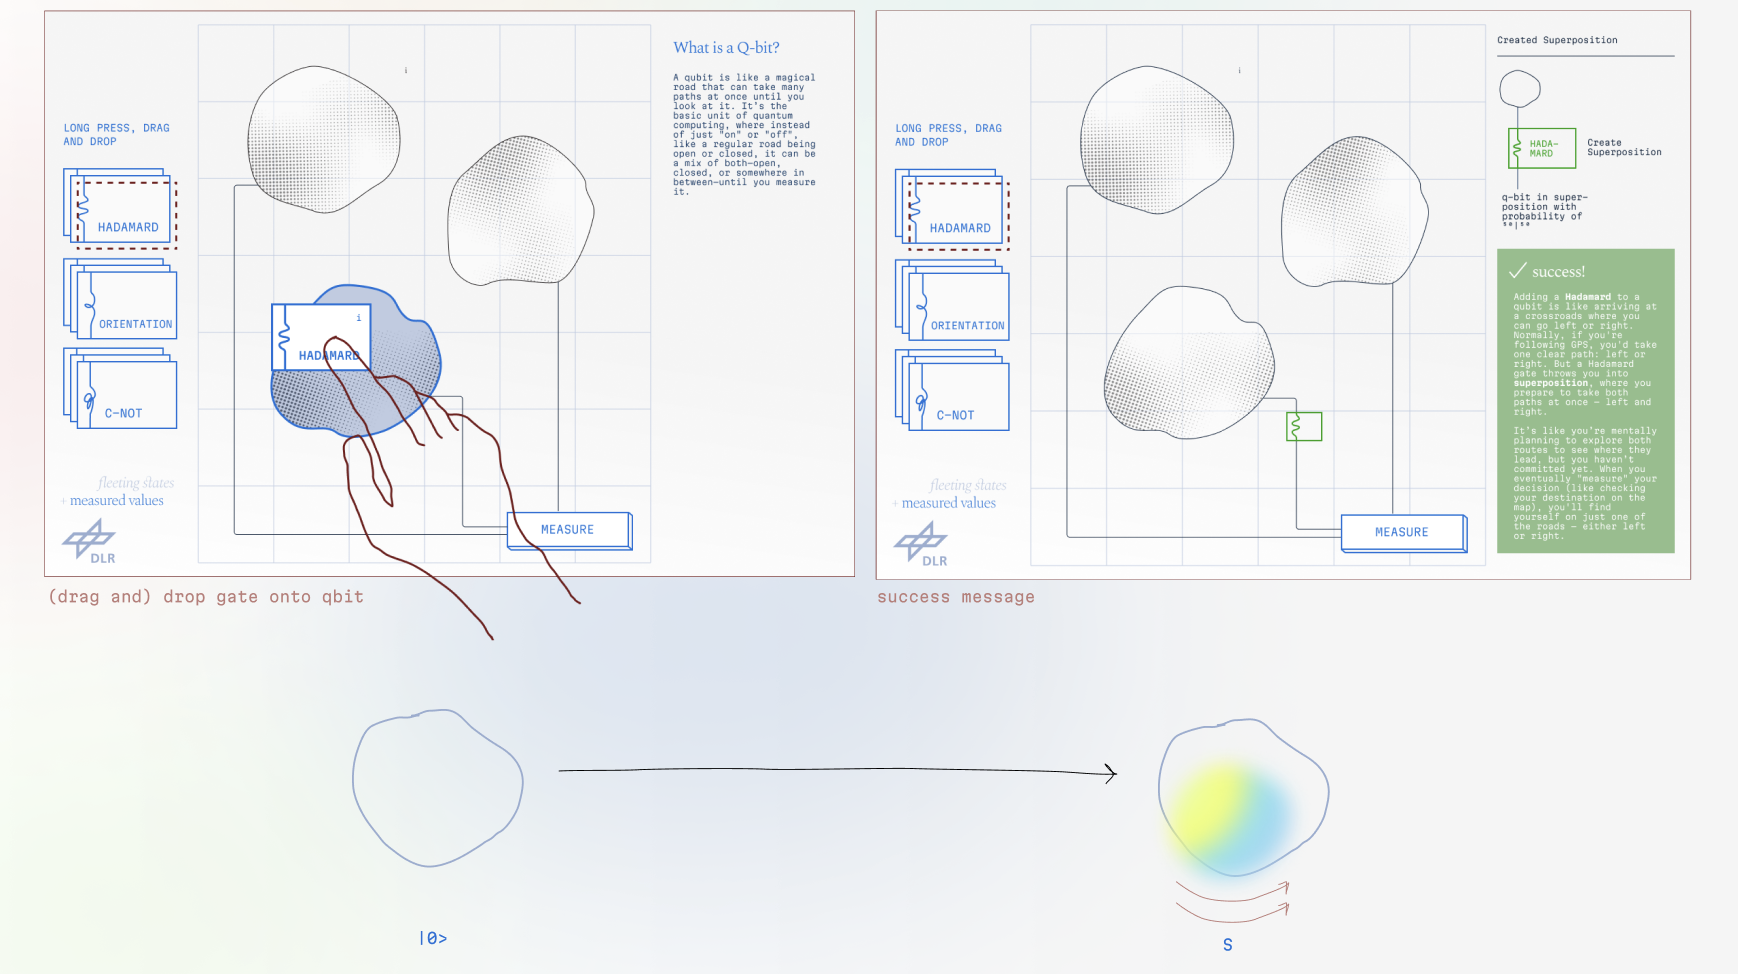 What is a Q-bit?
A qubit is like a magical
road that can take many
paths at once until you
look at it. It's the
basic unit of quantum
computing, where instead
of just "on" or "off",
like a regular road being
open or closed, it can be
a mix of both—open,
closed, or somewhere in
between—until you measure
it.
i
LONG PRESS, DRAG
AND DROP
HADAMARD
ORIENTATION
C-NOT
i
HADAMARD
fleeting states
+ measured values
DLR
MEASURE
(drag and) drop gate onto qbit
i
LONG PRESS, DRAG
AND DROP
HADAMARD
ORIENTATION
C-NOT
fleeting states
+ measured values
DLR
MEASURE
Created Superposition
HADA-
MARD
Create
Superposition
q-bit in super-
position with
probability of
success!
Adding a Hadamard to a
qubit is like arriving at
a crossroads where you
can go left or right.
Normally, if you're
following GPS, you'd take
one clear path: left or
right. But a Hadamard
gate throws you into
superposition, where you
prepare to take both
paths at once — left and
right.
It's like you're mentally
planning to explore both
routes to see where they
lead, but you haven't
committed yet. When you
eventually "measure" your
decision (like checking
your destination on the
map), you'll find
yourself on just one of
the roads — either left
or right.
success message
|0>
S